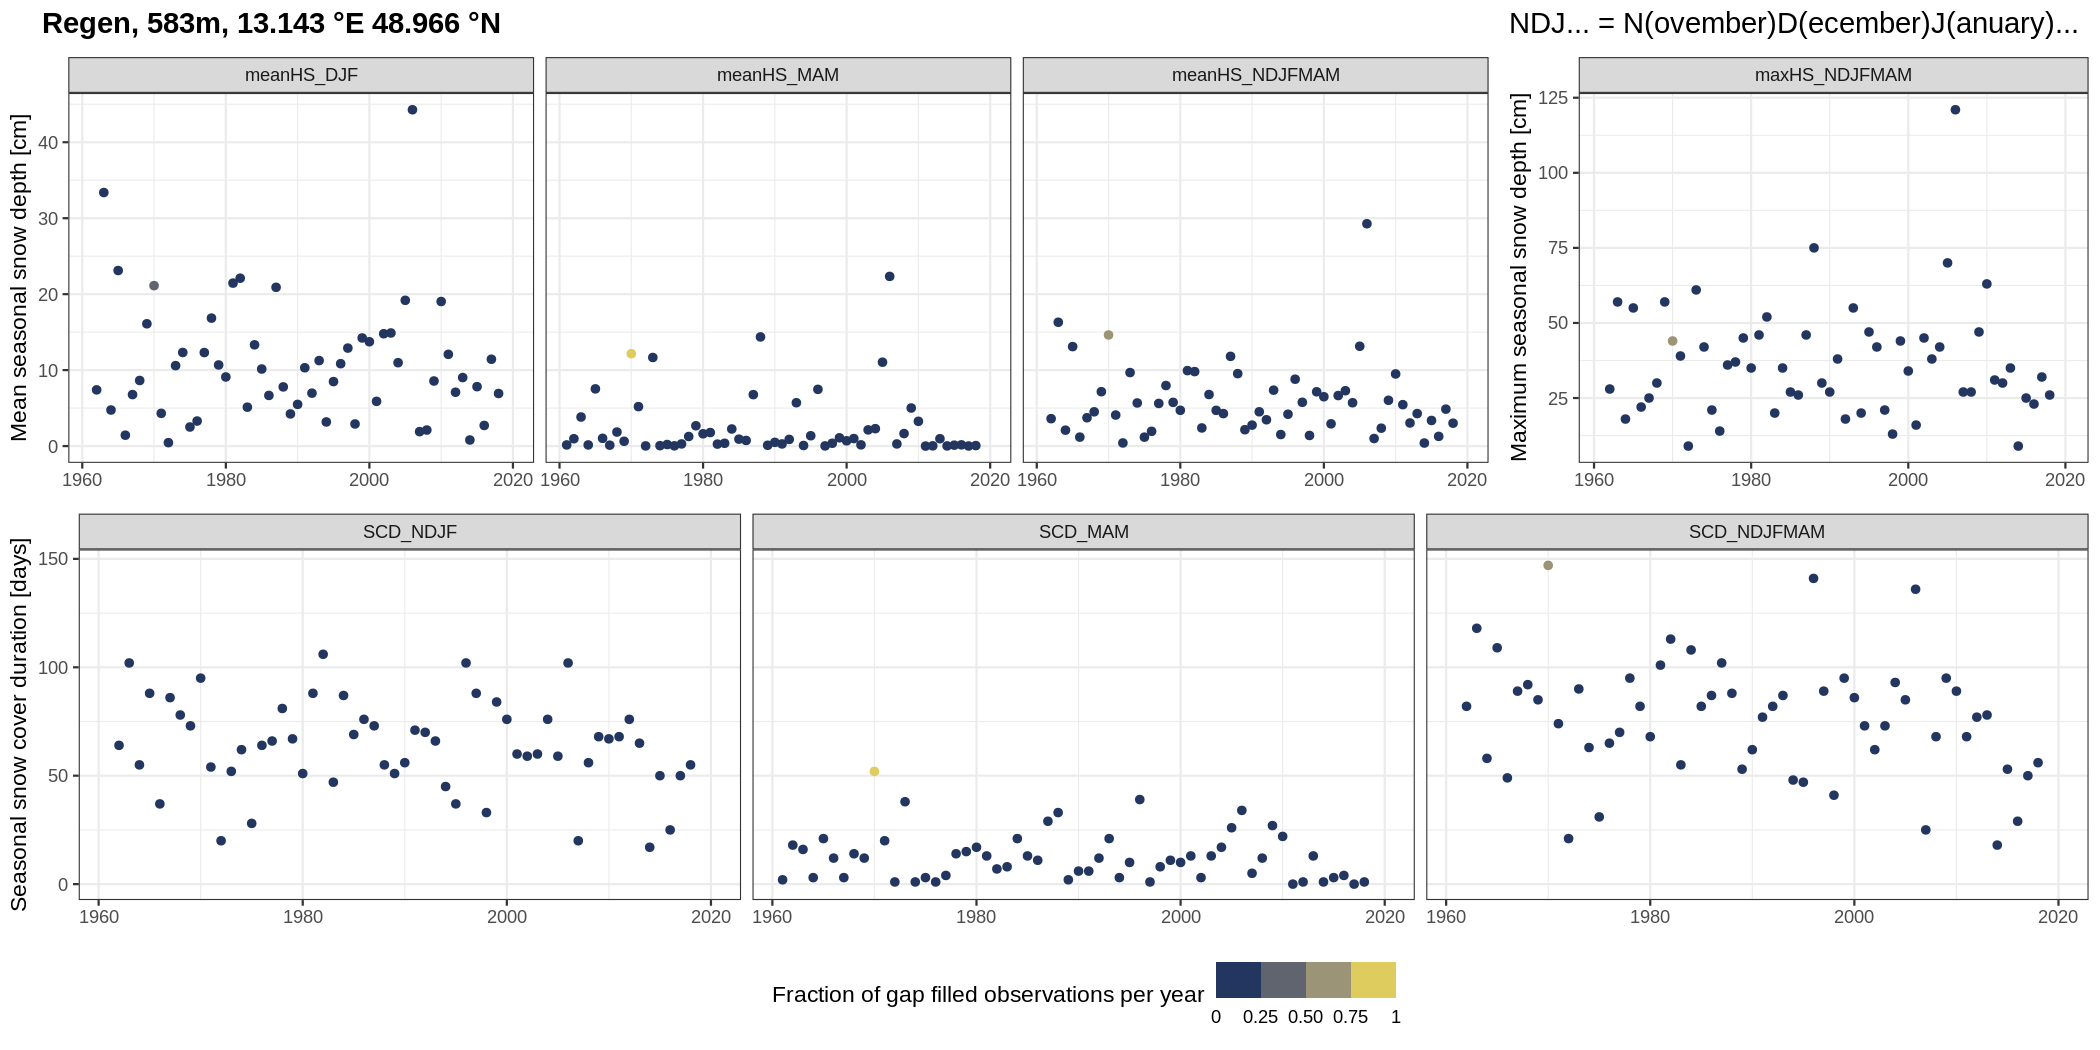 Regen, 583m, 13.143 °E 48.966 °N
NDJ... = N(ovember)D(ecember)J(anuary)...
meanHS_DJF
meanHS_MAM
meanHS_NDJFMAM
maxHS_NDJFMAM
Mean seasonal snow depth [cm]
40
30
20
10
0
1960 1980 2000 2020
1960 1980 2000 2020
1960 1980 2000 2020
Maximum seasonal snow depth [cm]
125
100
75
50
25
1960 1980 2000 2020
SCD_NDJF
SCD_MAM
SCD_NDJFMAM
Seasonal snow cover duration [days]
150
100
50
0
1960 1980 2000 2020
1960 1980 2000 2020
1960 1980 2000 2020
Fraction of gap filled observations per year
0 0.25 0.50 0.75 1